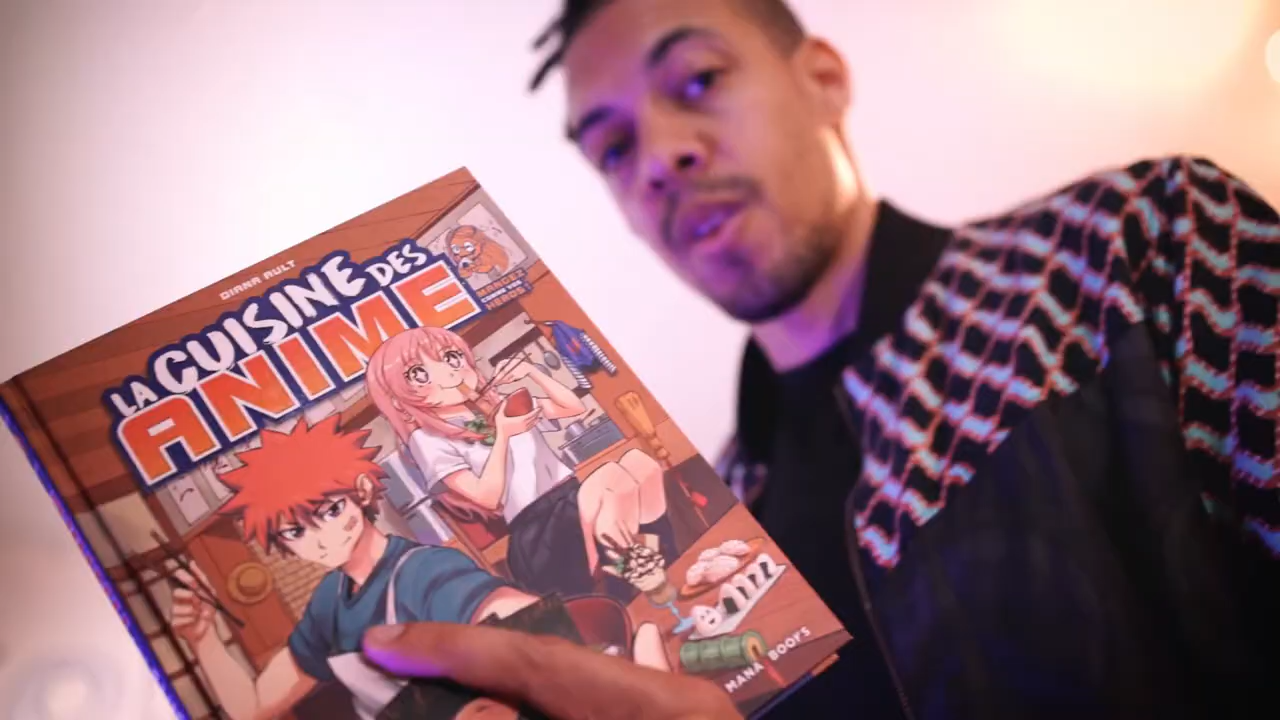 DIANA AULT
LA CUISINE DES
ANIME
MANGEZ
COMME VOS
HÉROS !
MANA BOOKS